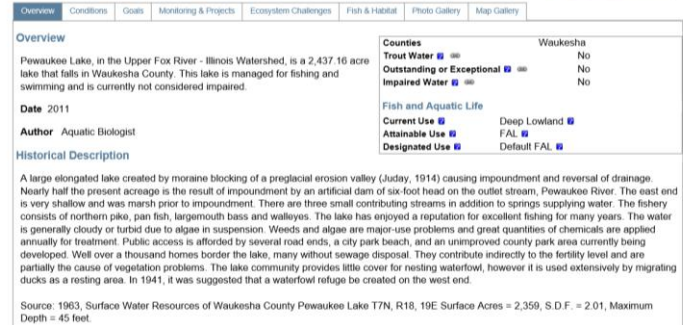 Overview Conditions Goals Monitoring & Projects Ecosystem Challenges Fish & Habitat Photo Gallery Map Gallery
Overview
Pewaukee Lake, in the Upper Fox River - Illinois Watershed, is a 2,437.16 acre
lake that falls in Waukesha County. This lake is managed for fishing and
swimming and is currently not considered impaired.
Date 2011
Author Aquatic Biologist
Counties Waukesha
Trout Water No
Outstanding or Exceptional No
Impaired Water No
Fish and Aquatic Life
Current Use Deep Lowland
Attainable Use FAL
Designated Use Default FAL
Historical Description
A large elongated lake created by moraine blocking of a preglacial erosion valley (Juday, 1914) causing impoundment and reversal of drainage.
Nearly half the present acreage is the result of impoundment by an artificial dam of six-foot head on the outlet stream, Pewaukee River. The east end
is very shallow and was marsh prior to impoundment. There are three small contributing streams in addition to springs supplying water. The fishery
consists of northern pike, pan fish, largemouth bass and walleyes. The lake has enjoyed a reputation for excellent fishing for many years. The water
is generally cloudy or turbid due to algae in suspension. Weeds and algae are major-use problems and great quantities of chemicals are applied
annually for treatment. Public access is afforded by several road ends, a city park beach, and an unimproved county park area currently being
developed. Well over a thousand homes border the lake, many without sewage disposal. They contribute indirectly to the fertility level and are
partially the cause of vegetation problems. The lake community provides little cover for nesting waterfowl, however it is used extensively by migrating
ducks as a resting area. In 1941, it was suggested that a waterfowl refuge be created on the west end.
Source: 1963, Surface Water Resources of Waukesha County Pewaukee Lake T7N, R18, 19E Surface Acres = 2,359, S.D.F. = 2.01, Maximum
Depth = 45 feet.